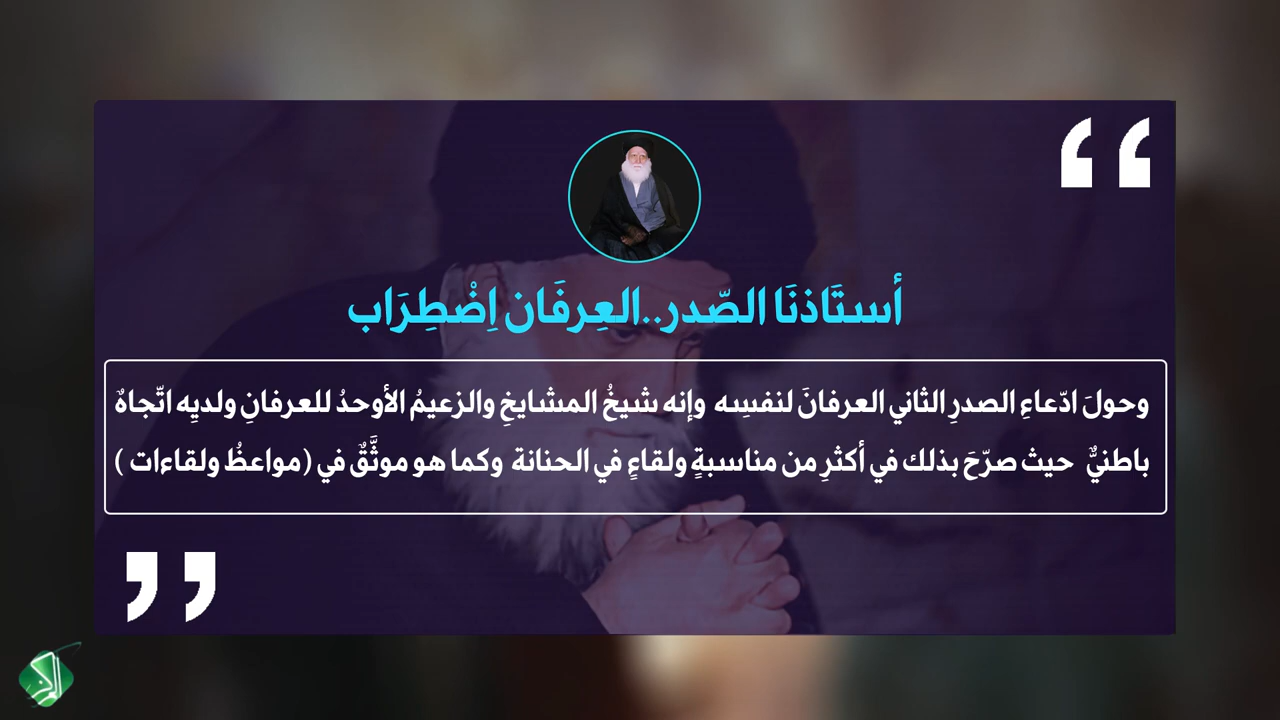 أستَاذنَا الصّدر..العِرفَان اِضْطِرَاب
وحولَ ادّعاءِ الصدرِ الثاني العرفانَ لنفسِه وإنه شيخُ المشايخِ والزعيمُ الأوحدُ للعرفانِ ولديِه اتّجاهٌ
باطنيٌّ حيث صرّحَ بذلك في أكثرِ من مناسبةٍ ولقاءٍ في الحنانة وكما هو موثَّقٌ في (مواعظُ ولقاءات )